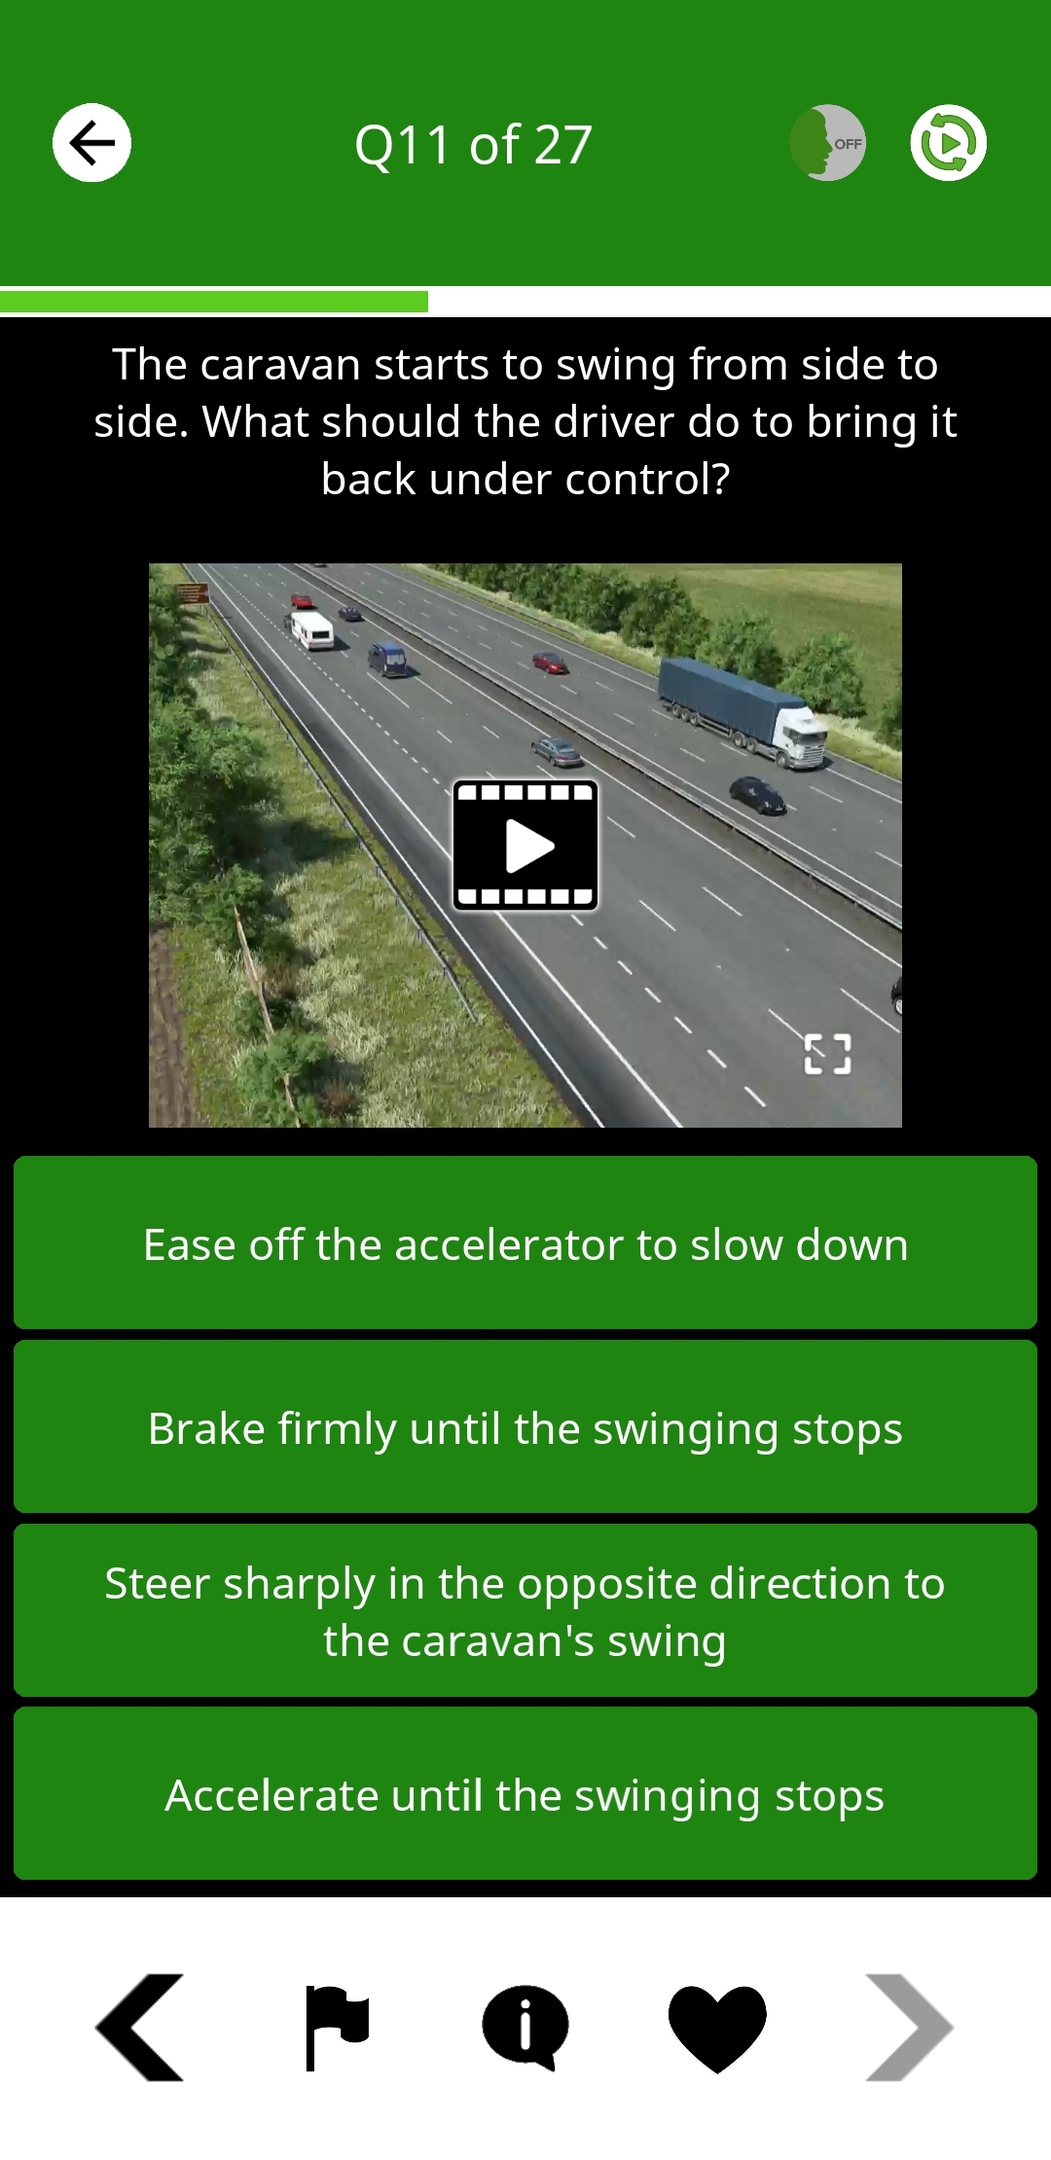 Q11 of 27
OFF
The caravan starts to swing from side to
side. What should the driver do to bring it
back under control?
Ease off the accelerator to slow down
Brake firmly until the swinging stops
Steer sharply in the opposite direction to
the caravan's swing
Accelerate until the swinging stops